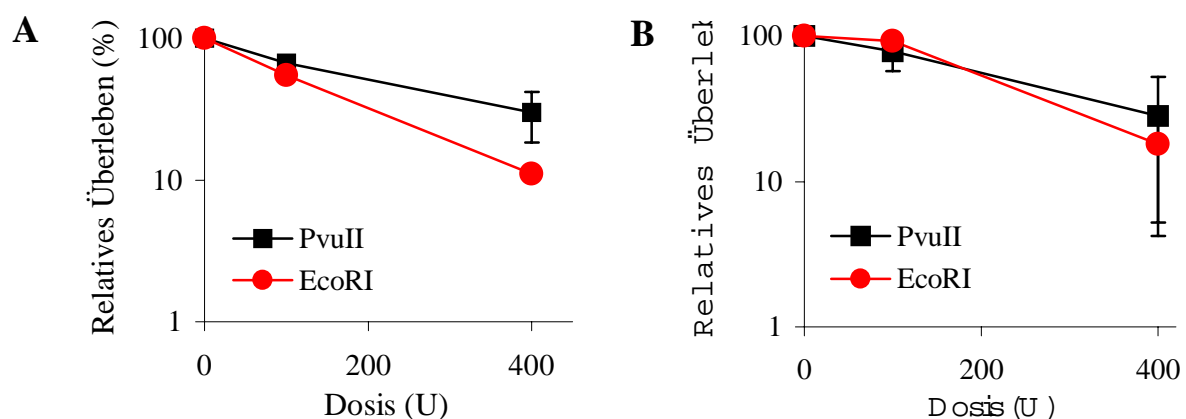 A
Relatives Überleben (%)
100
10
1
PvuII
EcoRI
0 200 400
Dosis (U)
B
Relatives
100
10
1
PvuII
EcoRI
0 200 400
Dosis (U)